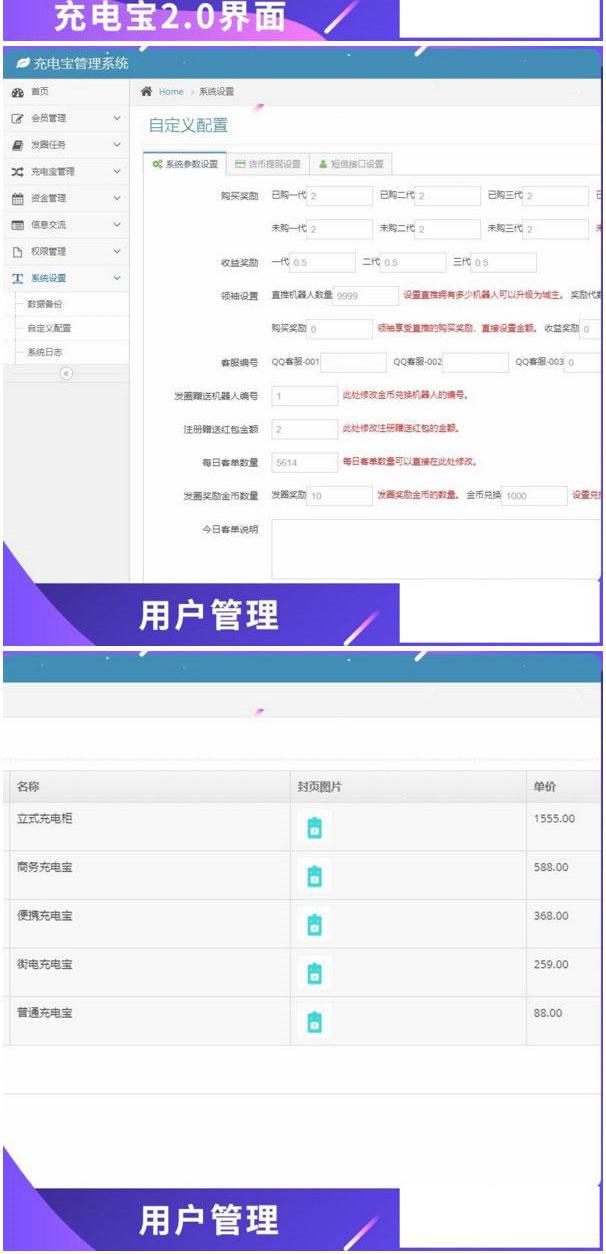 充电宝2.0界面
充电宝管理系统
首页
Home > 系统设置
会员管理
自定义配置
发圈任务
充电宝管理
系统参数设置 货币提现设置 短信接口设置
资金管理
购买奖励 已购一代 2 已购二代 2 已购三代 2
信息交流
未购一代 2 未购二代 2 未购三代 2
权限管理
收益奖励 一代 0.5 二代 0.5 三代 0.5
系统设置
领袖设置 直推机器人数量 9999 设置直推拥有多少机器人可以升级为城主。 奖励代数
数据备份
自定义配置
购买奖励 0 领袖享受直推的购买奖励,直接设置金额。 收益奖励 0
系统日志
客服编号 QQ客服-001 QQ客服-002 QQ客服-003 0
发圈赠送机器人编号 1 此处修改金币兑换机器人的编号。
注册赠送红包金额 2 此处修改注册赠送红包的金额。
每日客单数量 5614 每日客单数量可以直接在此处修改。
发圈奖励金币数量 发圈奖励 10 发圈奖励金币的数量。 金币兑换 1000 设置兑换
今日客单说明
用户管理
名称 封页图片 单价
立式充电柜 1555.00
商务充电宝 588.00
便携充电宝 368.00
街电充电宝 259.00
普通充电宝 88.00
用户管理